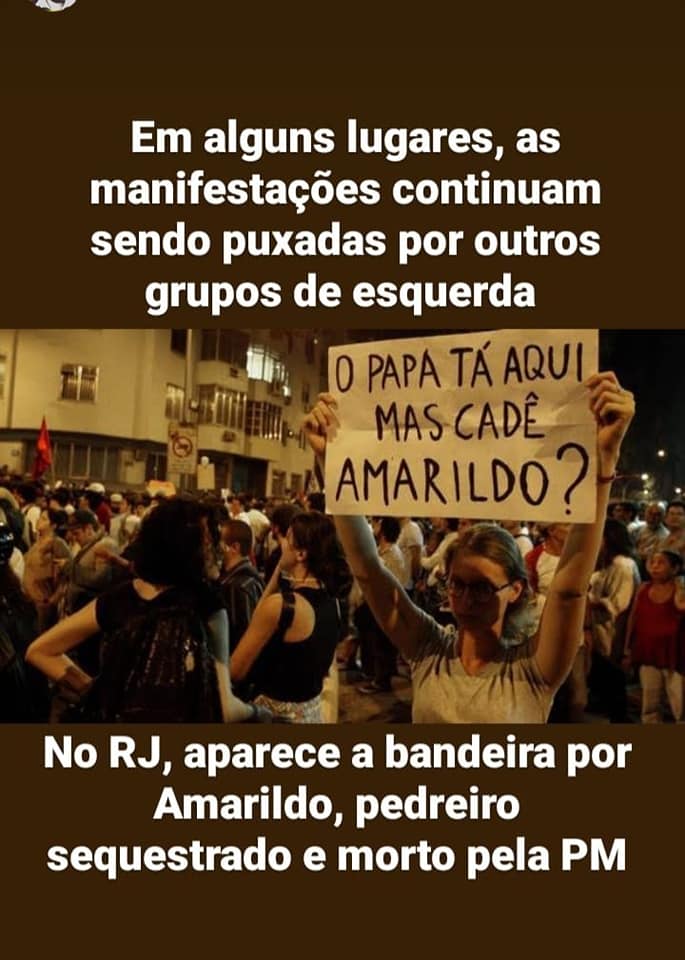 Em alguns lugares, as
manifestações continuam
sendo puxadas por outros
grupos de esquerda
O PAPA TÁ AQUI
MAS CADÊ
AMARILDO?
No RJ, aparece a bandeira por
Amarildo, pedreiro
sequestrado e morto pela PM